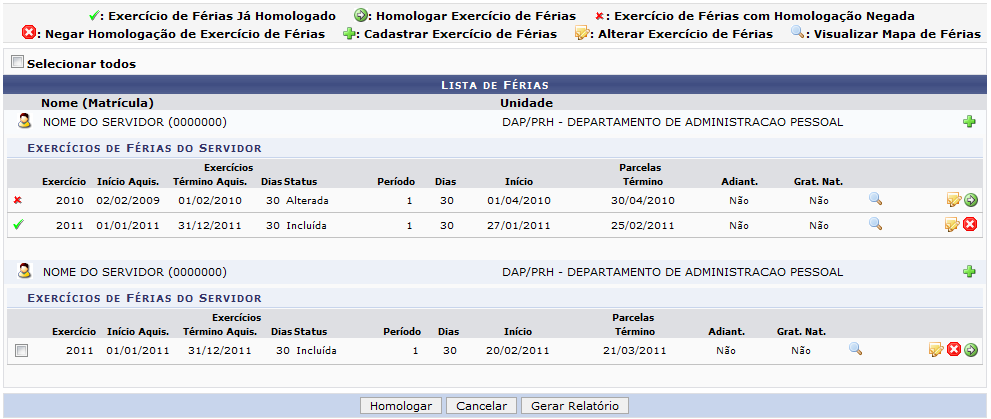 : Exercício de Férias Já Homologado : Homologar Exercício de Férias : Exercício de Férias com Homologação Negada
: Negar Homologação de Exercício de Férias : Cadastrar Exercício de Férias : Alterar Exercício de Férias : Visualizar Mapa de Férias
Selecionar todos
Lista de Férias
Nome (Matrícula) Unidade
NOME DO SERVIDOR (0000000) DAP/PRH - DEPARTAMENTO DE ADMINISTRACAO PESSOAL
Exercícios de Férias do Servidor
Exercícios Parcelas
Exercício Início Aquis. Término Aquis. Dias Status Período Dias Início Término Adiant. Grat. Nat.
2010 02/02/2009 01/02/2010 30 Alterada 1 30 01/04/2010 30/04/2010 Não Não
2011 01/01/2011 31/12/2011 30 Incluída 1 30 27/01/2011 25/02/2011 Não Não
NOME DO SERVIDOR (0000000) DAP/PRH - DEPARTAMENTO DE ADMINISTRACAO PESSOAL
Exercícios de Férias do Servidor
Exercícios Parcelas
Exercício Início Aquis. Término Aquis. Dias Status Período Dias Início Término Adiant. Grat. Nat.
2011 01/01/2011 31/12/2011 30 Incluída 1 30 20/02/2011 21/03/2011 Não Não
Homologar Cancelar Gerar Relatório